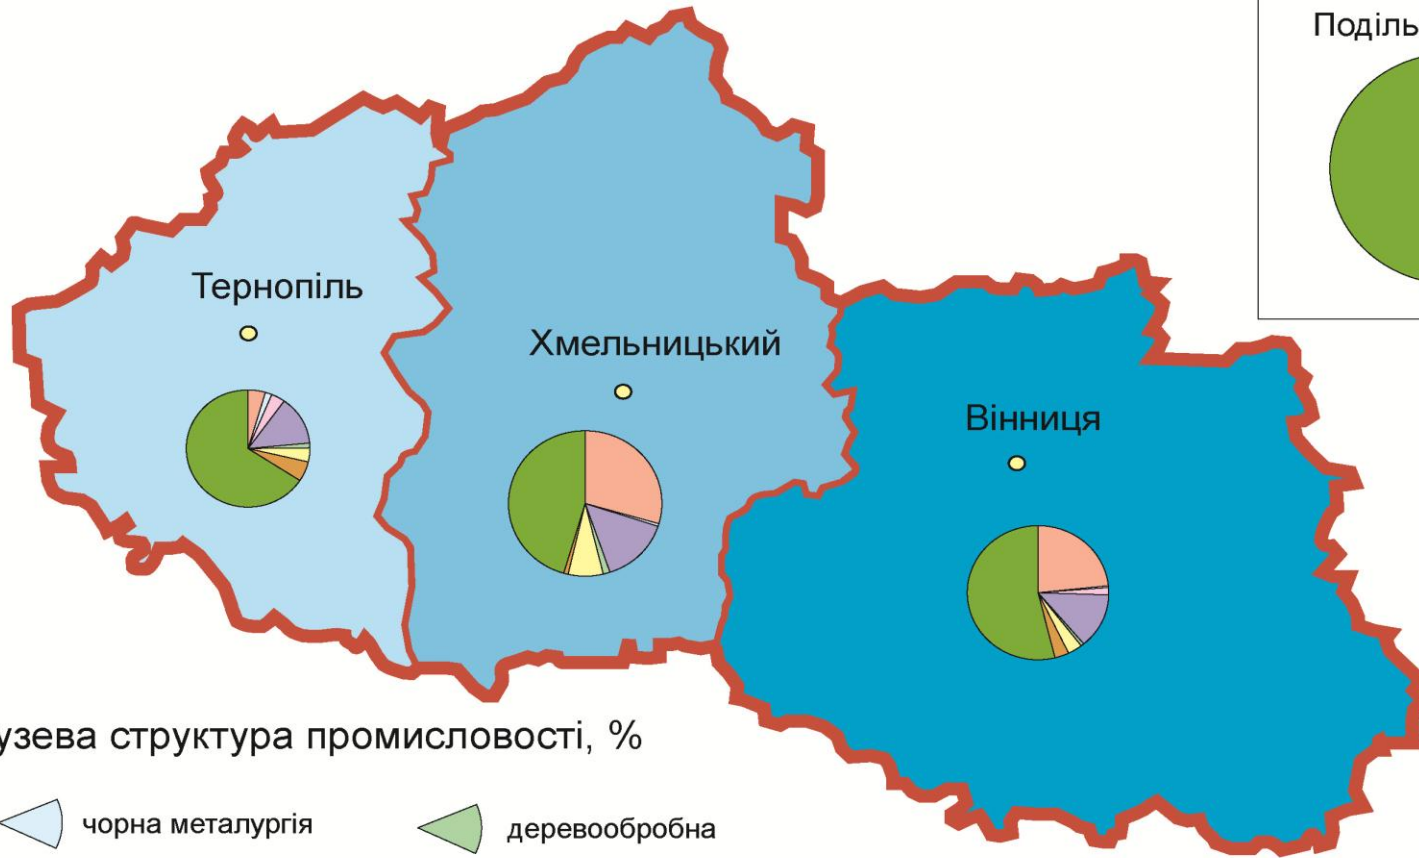 Поділь
Тернопіль
Хмельницький
Вінниця
узева структура промисловості, %
чорна металургія
деревообробна